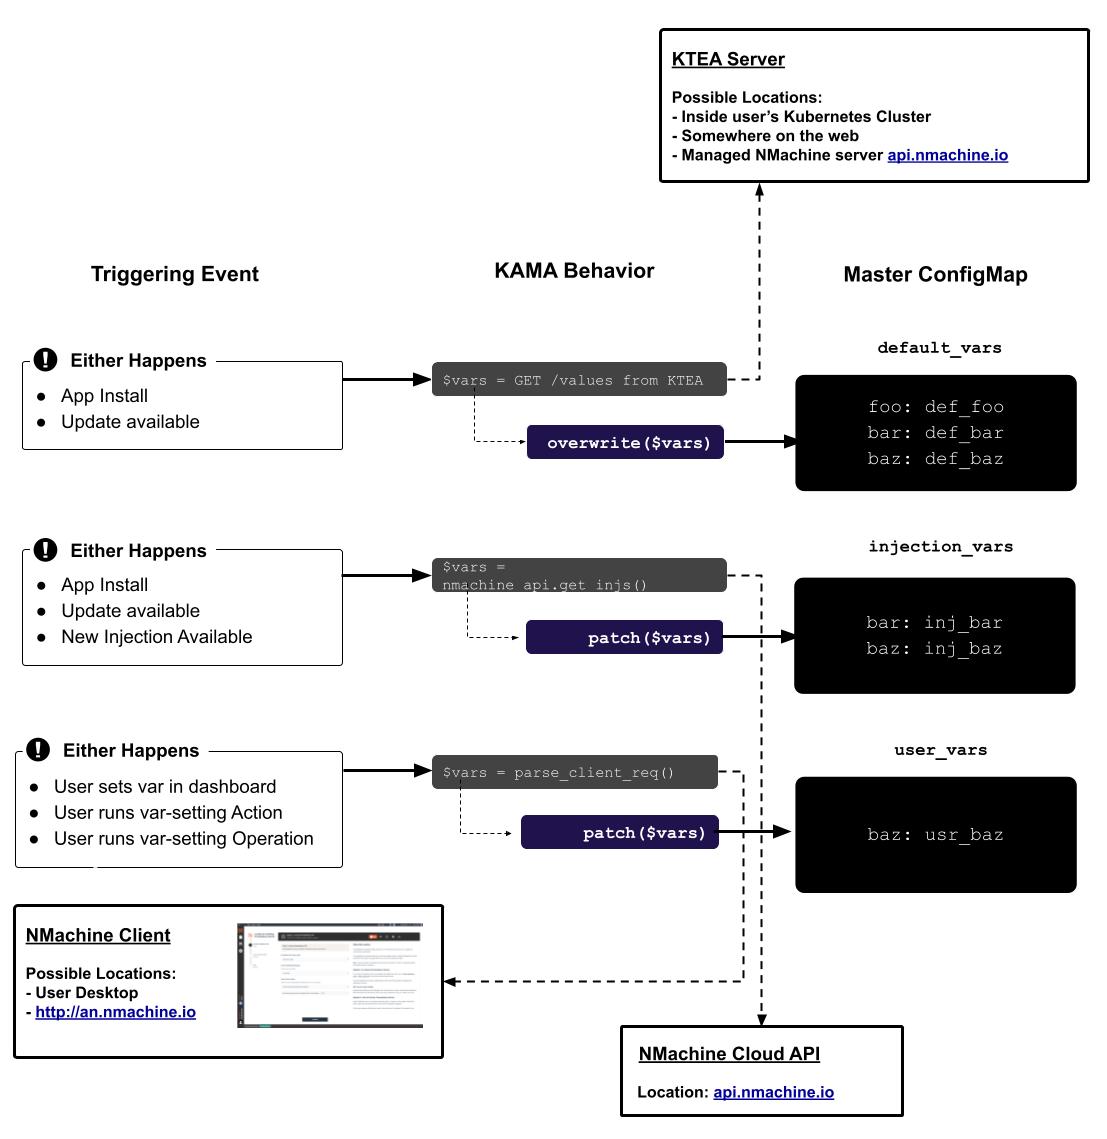 KTEA Server
Possible Locations:
- Inside user's Kubernetes Cluster
- Somewhere on the web
- Managed NMachine server api.nmachine.io
Triggering Event
KAMA Behavior
Master ConfigMap
Either Happens
● App Install
● Update available
$vars = GET /values from KTEA
overwrite($vars)
default_vars
foo: def_foo
bar: def_bar
baz: def_baz
Either Happens
● App Install
● Update available
● New Injection Available
$vars =
nmachine_api.get_injs()
patch($vars)
injection_vars
bar: inj_bar
baz: inj_baz
Either Happens
● User sets var in dashboard
● User runs var-setting Action
● User runs var-setting Operation
$vars = parse_client_req()
patch($vars)
user_vars
baz: usr_baz
NMachine Client
Possible Locations:
- User Desktop
- http://an.nmachine.io
NMachine Cloud API
Location: api.nmachine.io